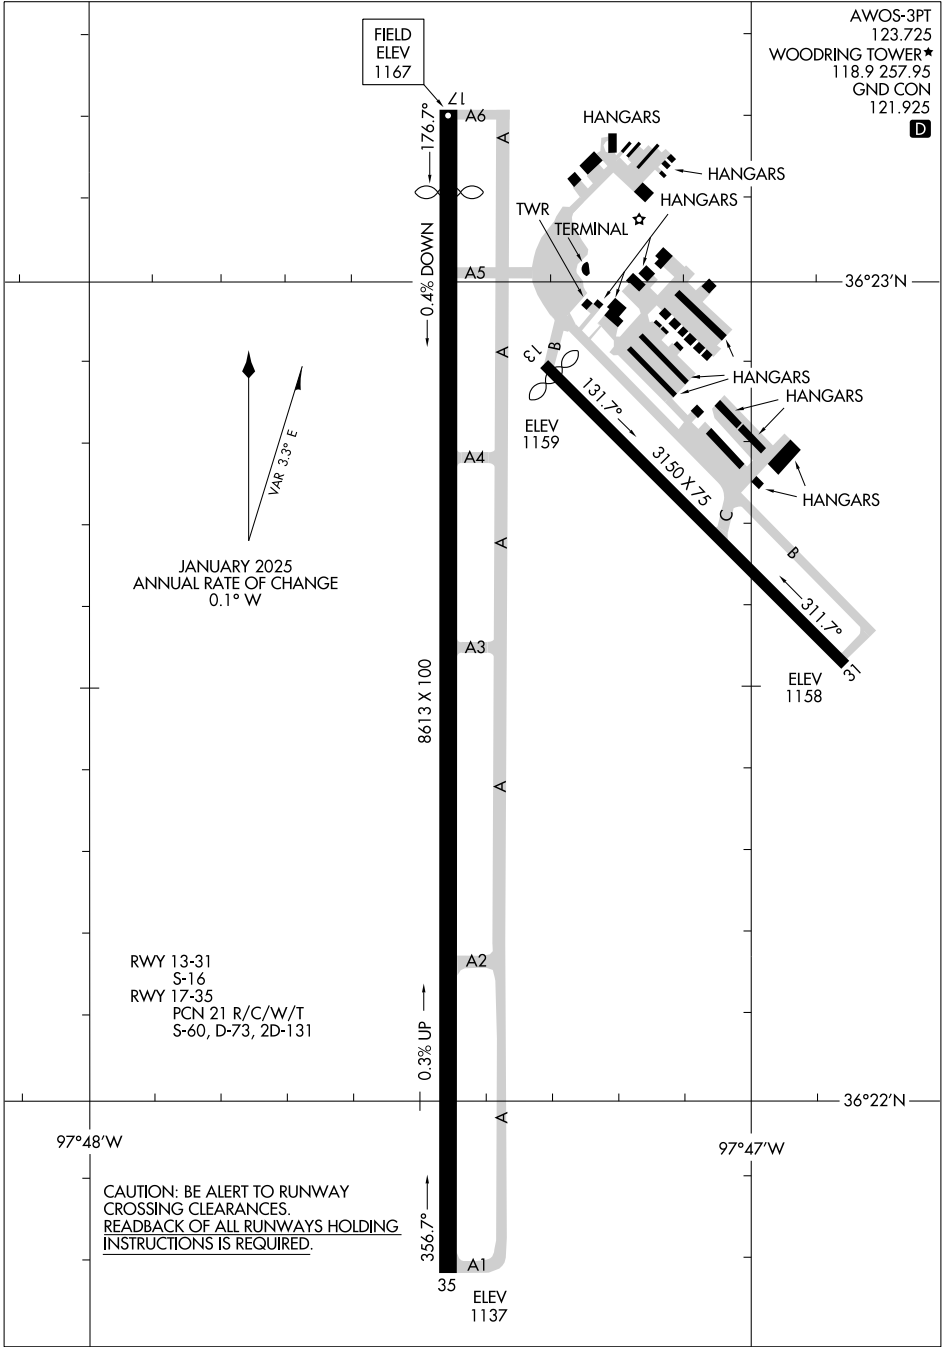 AWOS-3PT
123.725
WOODRING TOWER★
118.9 257.95
GND CON
121.925
D
FIELD
ELEV
1167
17
176.7°
A6
A
HANGARS
HANGARS
HANGARS
TWR
TERMINAL
0.4% DOWN
A5
36°23'N
A
B
13
131.7°
ELEV
1159
HANGARS
HANGARS
HANGARS
3150 X 75
A4
VAR 3.3° E
A
C
B
JANUARY 2025
ANNUAL RATE OF CHANGE
0.1° W
311.7°
31
ELEV
1158
A3
8613 X 100
A
RWY 13-31
S-16
RWY 17-35
PCN 21 R/C/W/T
S-60, D-73, 2D-131
A2
0.3% UP
A
36°22'N
97°48'W
97°47'W
CAUTION: BE ALERT TO RUNWAY
CROSSING CLEARANCES.
READBACK OF ALL RUNWAYS HOLDING
INSTRUCTIONS IS REQUIRED.
356.7°
A1
35
ELEV
1137